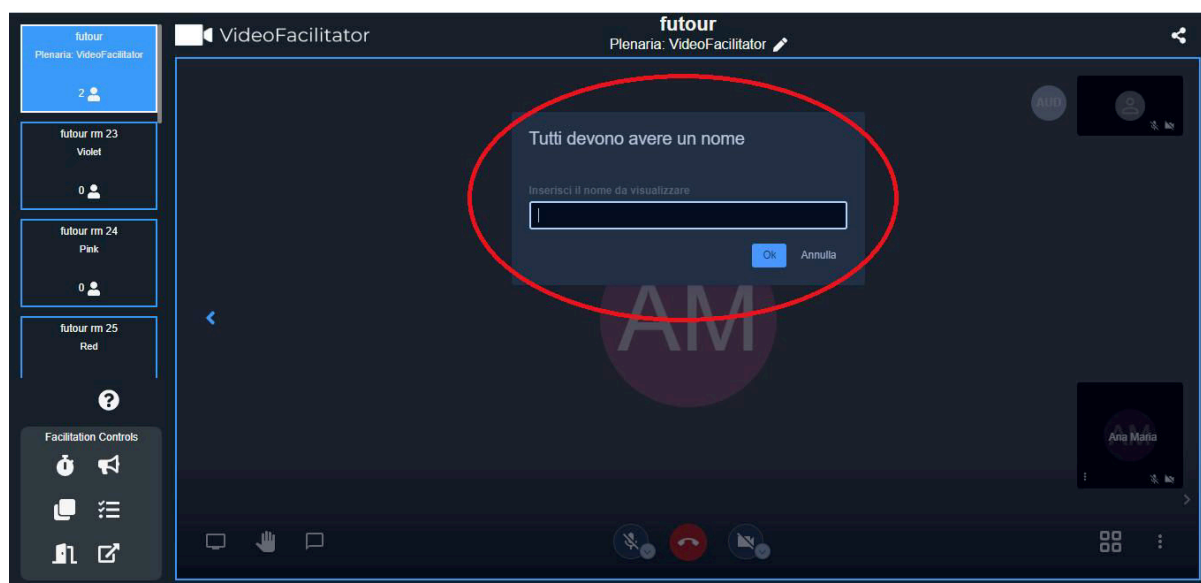 futour
Plenaria: VideoFacilitator
2
futour rm 23
Violet
0
futour rm 24
Pink
0
futour rm 25
Red
Facilitation Controls
VideoFacilitator
futour
Plenaria: VideoFacilitator
AUD
Tutti devono avere un nome
Inserisci il nome da visualizzare
Ok Annulla
AM
Ana Maria